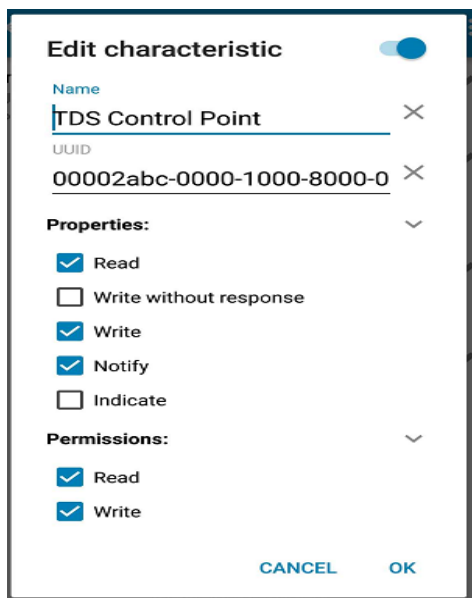 Edit characteristic
Name
TDS Control Point
UUID
00002abc-0000-1000-8000-0
Properties:
Read
Write without response
Write
Notify
Indicate
Permissions:
Read
Write
CANCEL OK